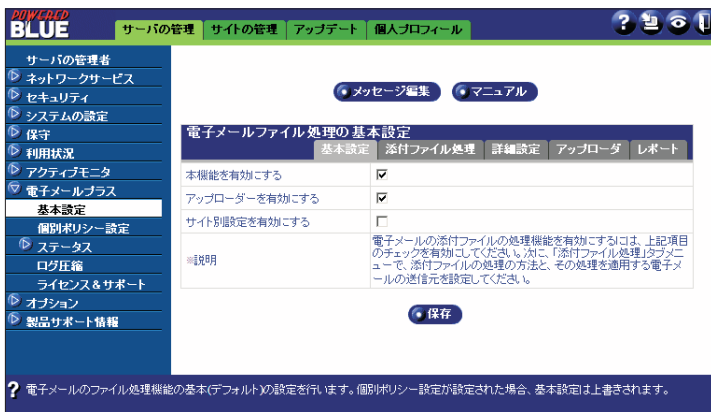 POWERED
BLUE
サーバの管理 サイトの管理 アップデート 個人プロフィール
サーバの管理者
ネットワークサービス
セキュリティ
システムの設定
保守
利用状況
アクティブモニタ
電子メールプラス
基本設定
個別ポリシー設定
ステータス
ログ圧縮
ライセンス&サポート
オプション
製品サポート情報
メッセージ編集 マニュアル
電子メールファイル処理の基本設定
基本設定 添付ファイル処理 詳細設定 アップローダ レポート
本機能を有効にする
アップローダーを有効にする
サイト別設定を有効にする
※説明
電子メールの添付ファイルの処理機能を有効にするには、上記項目
のチェックを有効にしてください。次に、「添付ファイル処理」タブメニ
ューで、添付ファイルの処理の方法と、その処理を適用する電子メ
ールの送信元を設定してください。
保存
? 電子メールのファイル処理機能の基本(デフォルト)の設定を行います。個別ポリシー設定が設定された場合、基本設定は上書きされます。